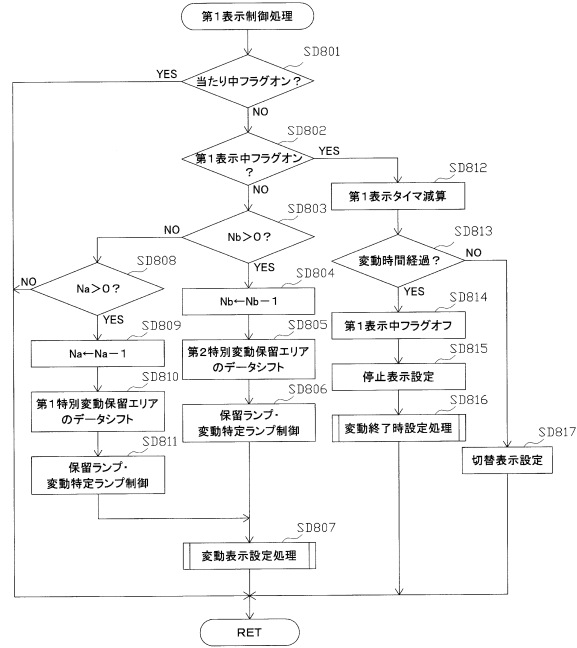 第1表示制御処理
SD801
YES
当たり中フラグオン？
NO
SD802
YES
第1表示中フラグオン
？
NO
SD812
第1表示タイマ減算
SD803
NO
Nb＞0？
YES
SD813
変動時間経過？
NO
YES
SD808
NO
Na＞0？
YES
SD804
Nb←Nb－1
SD814
第1表示中フラグオフ
SD809
Na←Na－1
SD805
第2特別変動保留エリア
のデータシフト
SD815
停止表示設定
SD810
第1特別変動保留エリア
のデータシフト
SD806
保留ランプ・
変動特定ランプ制御
SD816
変動終了時設定処理
SD811
保留ランプ・
変動特定ランプ制御
SD817
切替表示設定
SD807
変動表示設定処理
RET